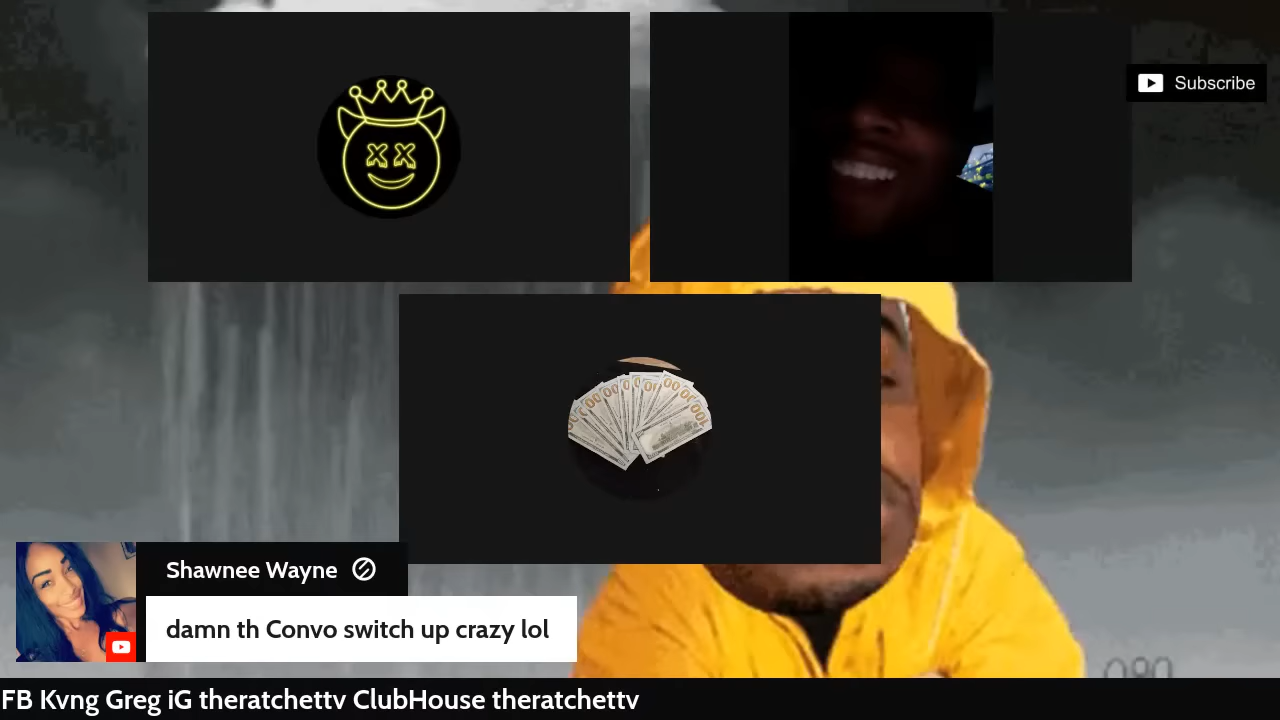 Subscribe
Shawnee Wayne
damn th Convo switch up crazy lol
FB Kvng Greg iG theratchettv ClubHouse theratchettv